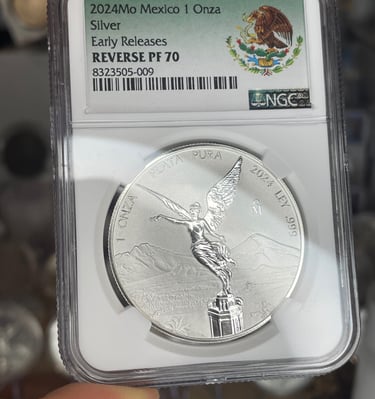 2024Mo Mexico 1 Onza
Silver
Early Releases
REVERSE PF 70
8323505-009
NGC
1 ONZA PLATA PURA 2024 LEY .999